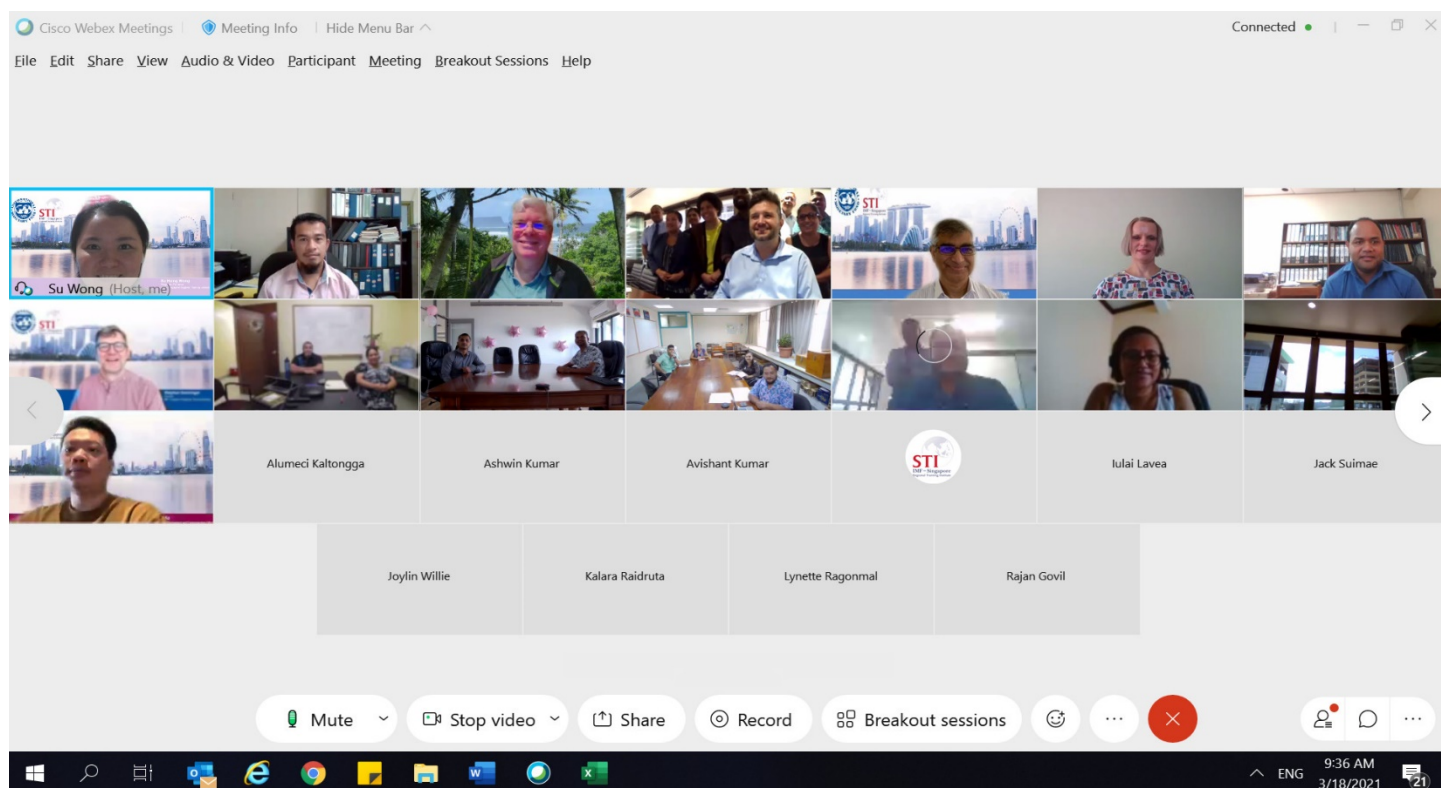 Cisco Webex Meetings Meeting Info Hide Menu Bar Connected
File Edit Share View Audio & Video Participant Meeting Breakout Sessions Help
STI
STI
Su Wong (Host, me)
STI
STI
Alumeci Kaltongga Ashwin Kumar Avishant Kumar STI Iulai Lavea Jack Suimae
Joylin Willie Kalara Raidruta Lynette Ragonmal Rajan Govil
Mute Stop video Share Record Breakout sessions
ENG 9:36 AM
3/18/2021 21